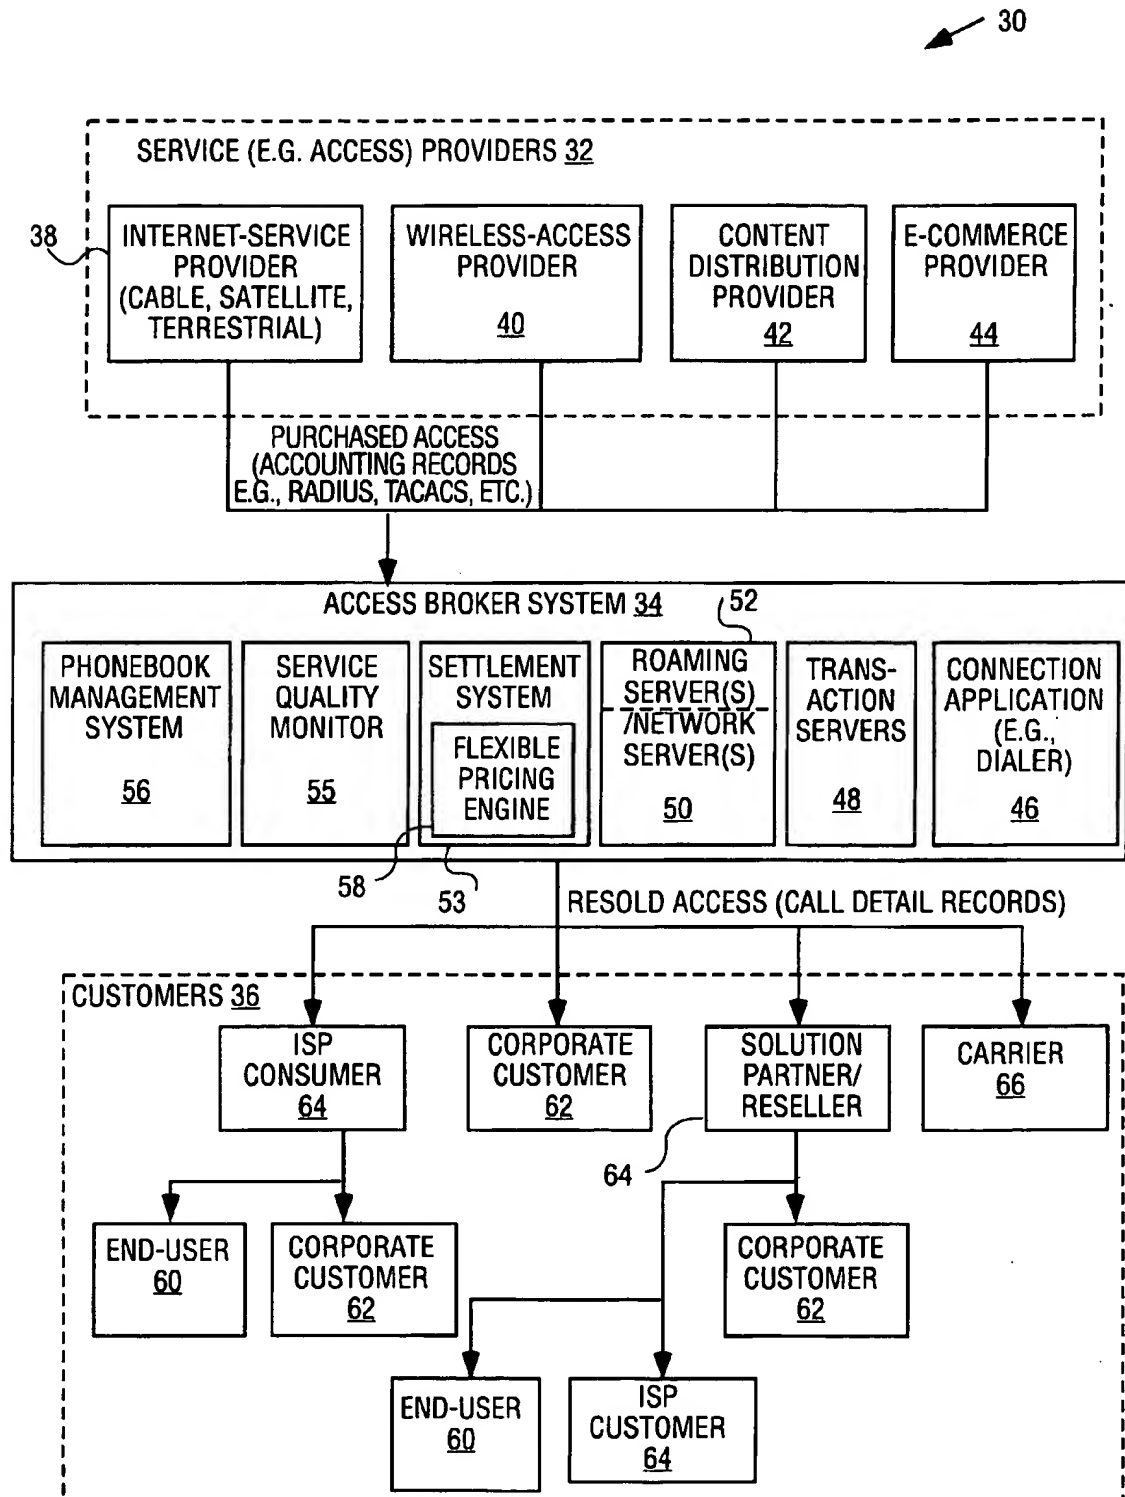 30
SERVICE (E.G. ACCESS) PROVIDERS 32
38
INTERNET-SERVICE
PROVIDER
(CABLE, SATELLITE,
TERRESTRIAL)
WIRELESS-ACCESS
PROVIDER
40
CONTENT
DISTRIBUTION
PROVIDER
42
E-COMMERCE
PROVIDER
44
PURCHASED ACCESS
(ACCOUNTING RECORDS
E.G., RADIUS, TACACS, ETC.)
ACCESS BROKER SYSTEM 34
52
PHONEBOOK
MANAGEMENT
SYSTEM
56
SERVICE
QUALITY
MONITOR
55
SETTLEMENT
SYSTEM
FLEXIBLE
PRICING
ENGINE
58
53
ROAMING
SERVER(S)
/NETWORK
SERVER(S)
50
TRANS-
ACTION
SERVERS
48
CONNECTION
APPLICATION
(E.G.,
DIALER)
46
RESOLD ACCESS (CALL DETAIL RECORDS)
CUSTOMERS 36
ISP
CONSUMER
64
CORPORATE
CUSTOMER
62
SOLUTION
PARTNER/
RESELLER
64
CARRIER
66
END-USER
60
CORPORATE
CUSTOMER
62
CORPORATE
CUSTOMER
62
END-USER
60
ISP
CUSTOMER
64